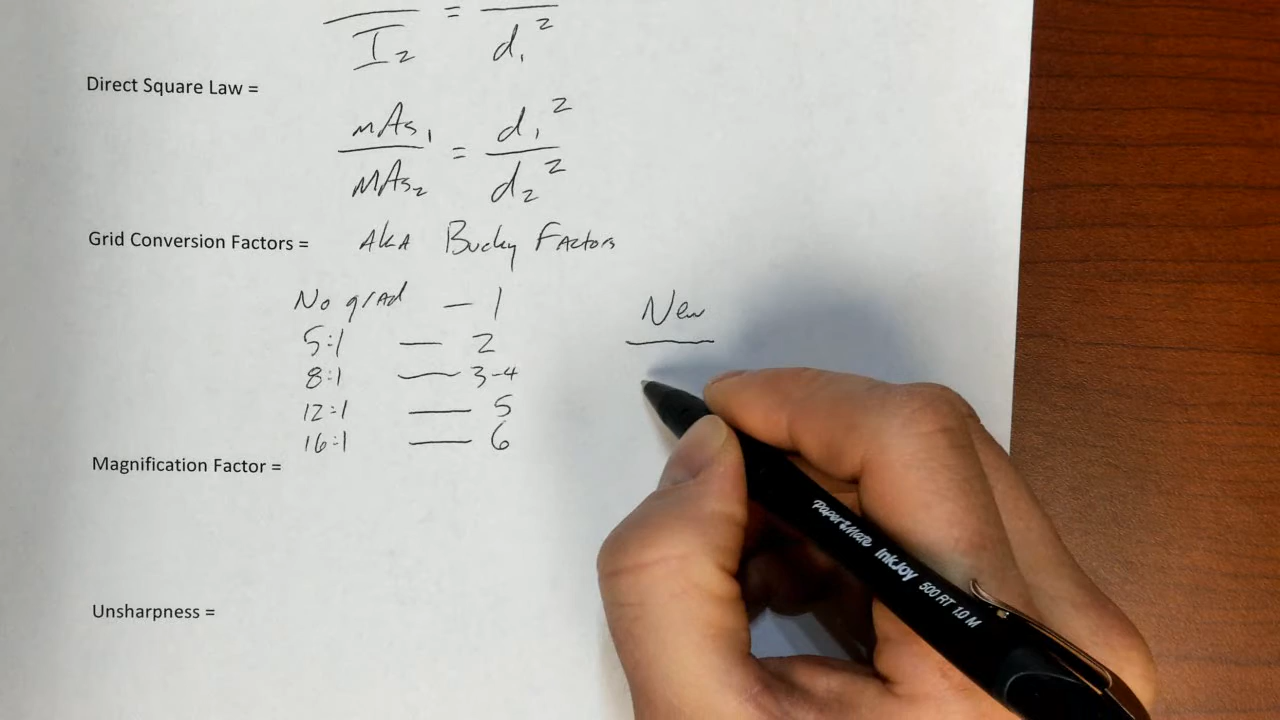 I₂ = d₁²
Direct Square Law =
mAs₁ = d₁²
mAs₂ d₂²
Grid Conversion Factors = AKA Bucky Factors
No grad — 1
New
5:1 — 2
8:1 — 3-4
12:1 — 5
16:1 — 6
Magnification Factor =
Unsharpness =
PaperMate InkJoy 500 RT 1.0 M